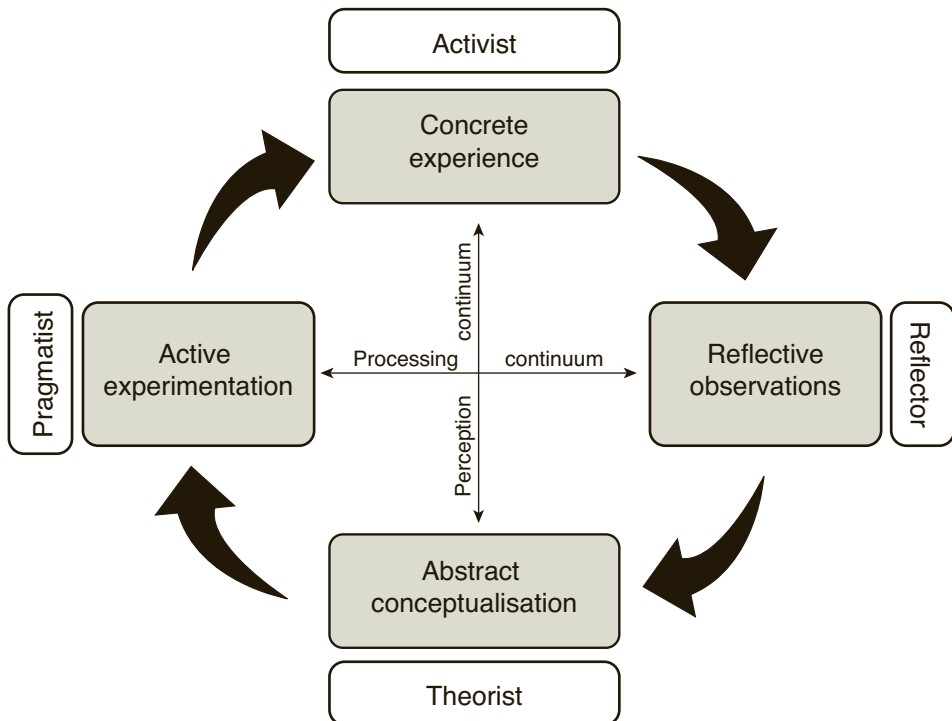 Activist
Concrete
experience
continuum
Pragmatist
Active
experimentation
Processing
continuum
Reflective
observations
Reflector
Perception
Abstract
conceptualisation
Theorist